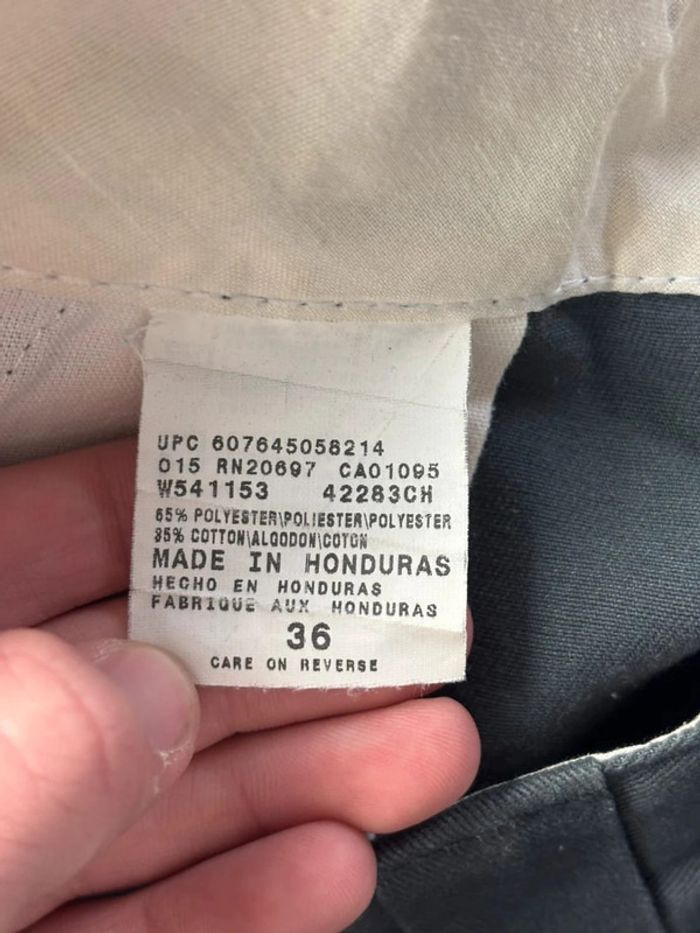 UPC 607645058214
015 RN20697 CA01095
W541153 42283CH
65% POLYESTER\POLIESTER\POLYESTER
35% COTTON\ALGODON\COTON
MADE IN HONDURAS
HECHO EN HONDURAS
FABRIQUE AUX HONDURAS
36
CARE ON REVERSE